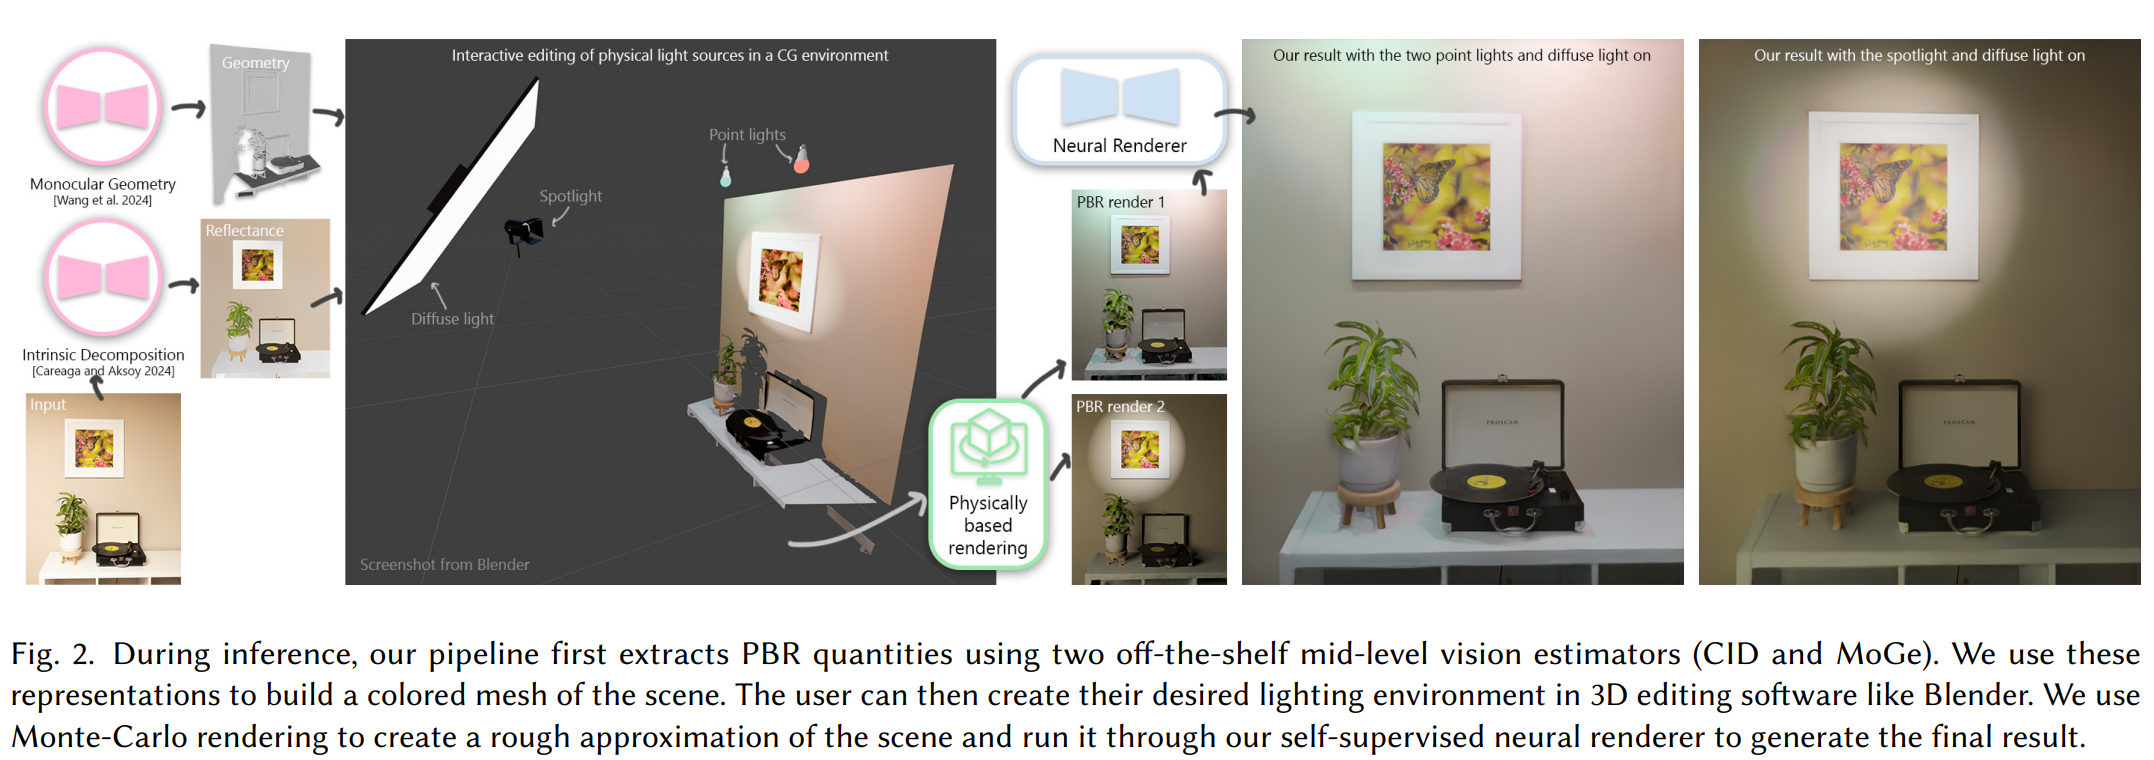 Geometry
Monocular Geometry
[Wang et al. 2024]
Reflectance
Intrinsic Decomposition
[Careaga and Aksoy 2024]
Input
Interactive editing of physical light sources in a CG environment
Point lights
Spotlight
Diffuse light
Screenshot from Blender
Physically
based
rendering
Neural Renderer
PBR render 1
PBR render 2
Our result with the two point lights and diffuse light on
EKOSCAN
Our result with the spotlight and diffuse light on
EKOSCAN
Fig. 2. During inference, our pipeline first extracts PBR quantities using two off-the-shelf mid-level vision estimators (CID and MoGe). We use these
representations to build a colored mesh of the scene. The user can then create their desired lighting environment in 3D editing software like Blender. We use
Monte-Carlo rendering to create a rough approximation of the scene and run it through our self-supervised neural renderer to generate the final result.